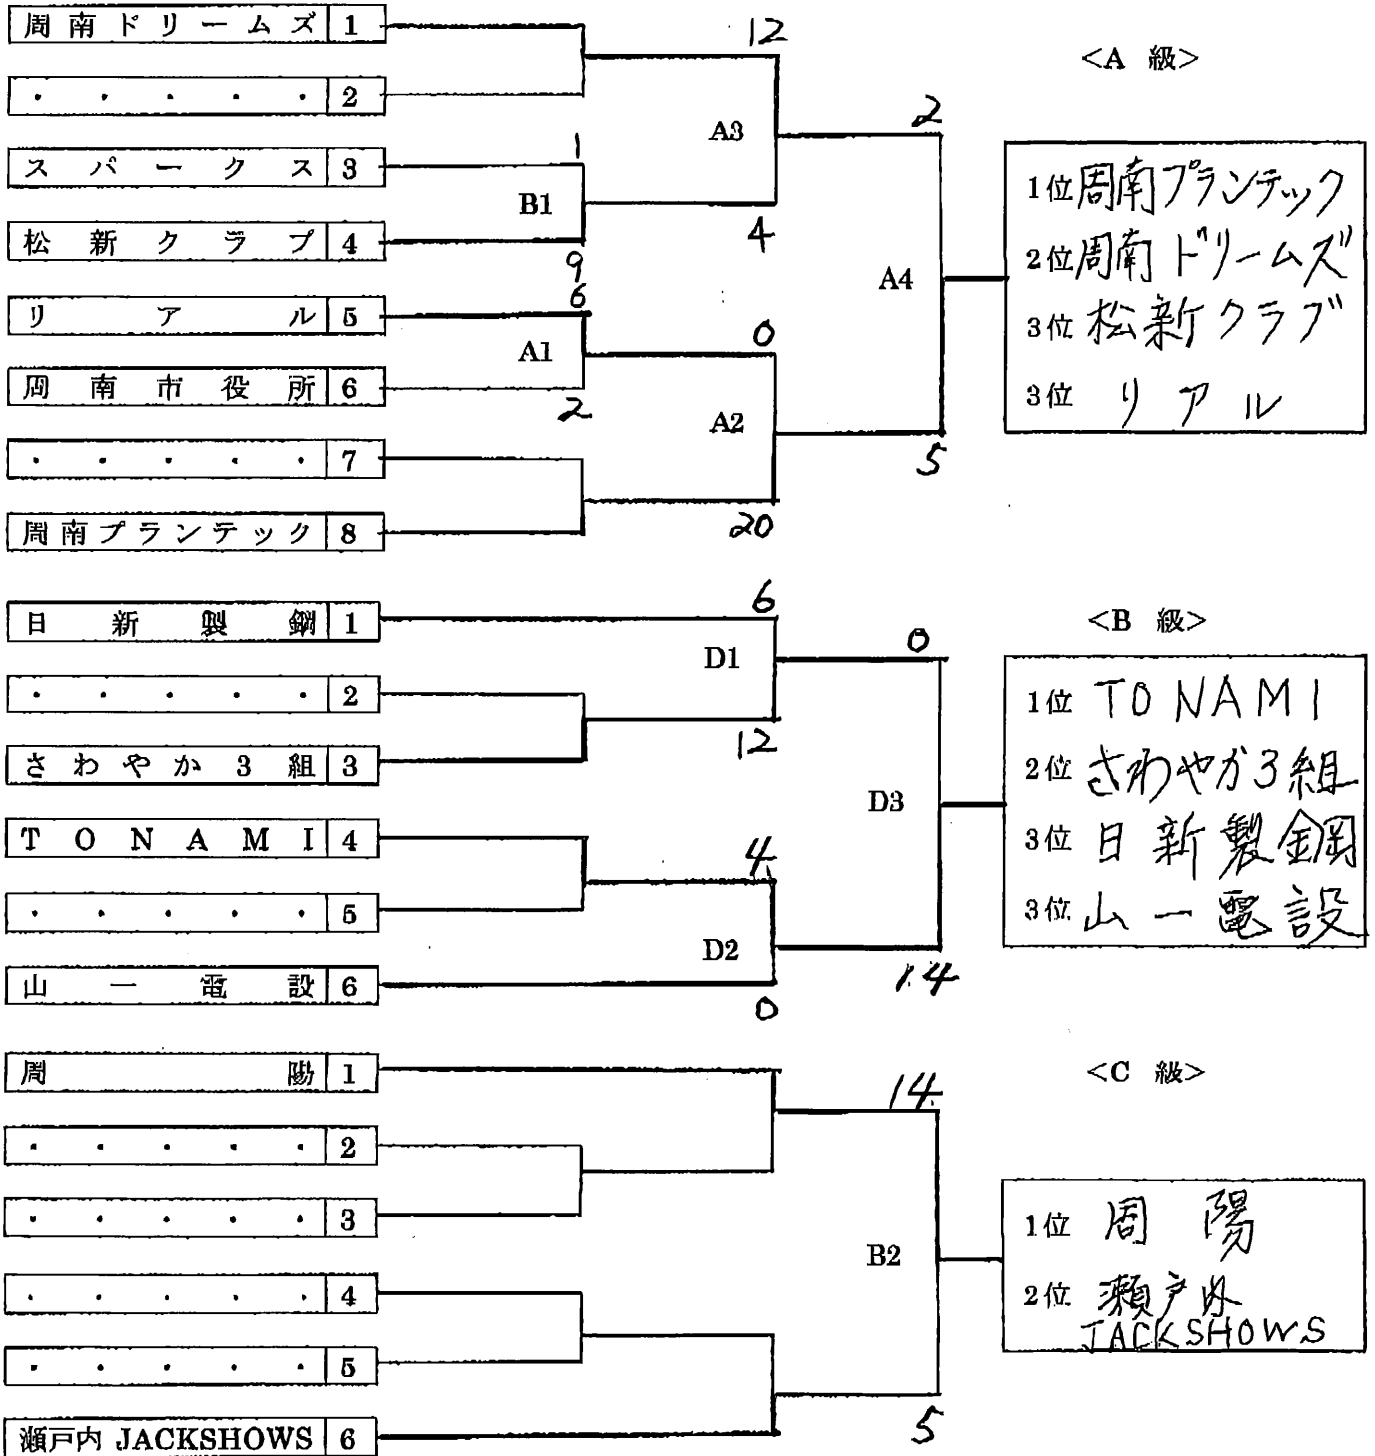 周南ドリームズ 1
・・・・・ 2
スパークス 3
松新クラブ 4
リアル 5
周南市役所 6
・・・・・ 7
周南プランテック 8
12
A3
1
B1
9
4
6
A1
2
0
A2
20
2
A4
5
<A 級>
1位 周南プランテック
2位 周南ドリームズ
3位 松新クラブ
3位 リアル
日新製鋼 1
・・・・・ 2
さわやか3組 3
TONAMI 4
・・・・・ 5
山一電設 6
6
D1
12
4
D2
0
0
D3
14
<B 級>
1位 TONAMI
2位 さわやか3組
3位 日新製鋼
3位 山一電設
周陽 1
・・・・・ 2
・・・・・ 3
・・・・・ 4
・・・・・ 5
瀬戸内 JACKSHOWS 6
14
B2
5
<C 級>
1位 周陽
2位 瀬戸内
JACKSHOWS